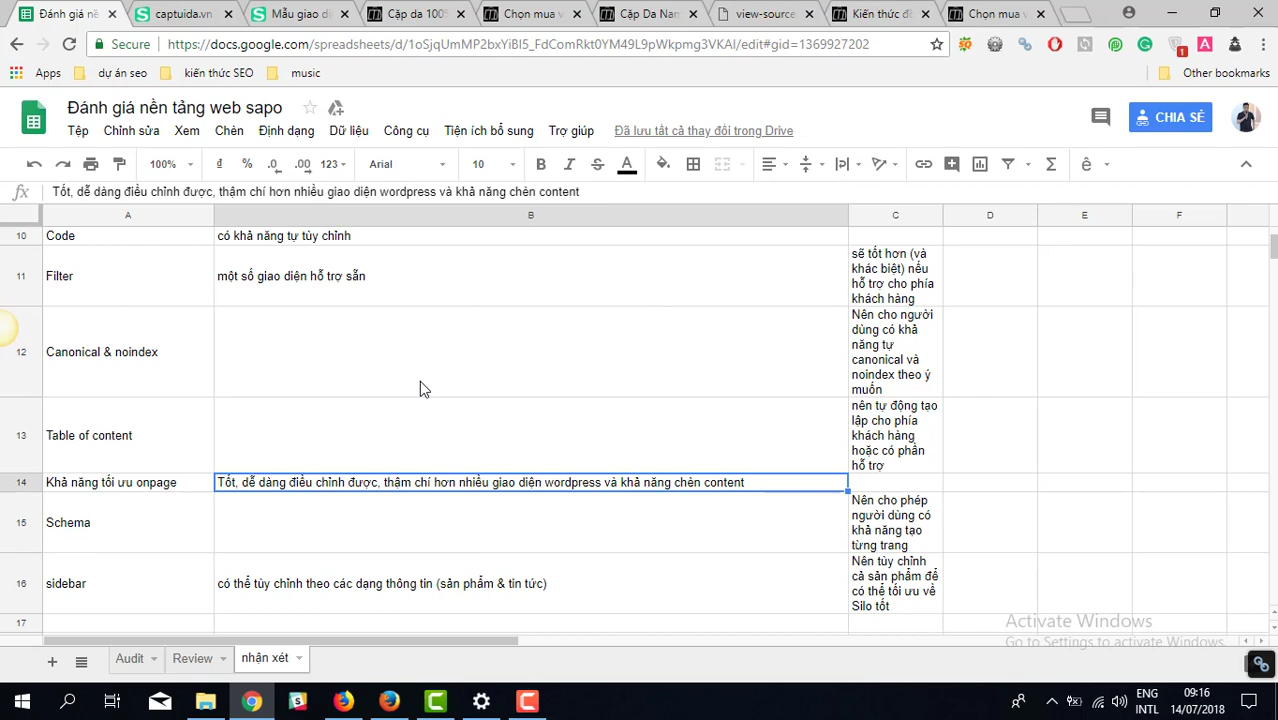 Đánh giá nền
captuida.vn
Mẫu giao di
Cặp da 100%
Chọn mua v
Cặp Da Nam
view-source
Kiến thức đ
Chọn mua v
Secure
https://docs.google.com/spreadsheets/d/1oSjqUmMP2bxYiBI5_FdComRkt0YM49L9pWkpmg3VKAI/edit#gid=1369927202
1
Apps
dự án seo
kiến thức SEO
music
Other bookmarks
Đánh giá nền tảng web sapo
CHIA SẺ
Tệp Chỉnh sửa Xem Chèn Định dạng Dữ liệu Công cụ Tiện ích bổ sung Trợ giúp Đã lưu tất cả thay đổi trong Drive
100% ₫ % .0 .00 123 Arial 10 B I S A Σ ê
fx Tốt, dễ dàng điều chỉnh được, thậm chí hơn nhiều giao diện wordpress và khả năng chèn content
A B C D E F
10 Code có khả năng tự tùy chỉnh
11 Filter một số giao diện hỗ trợ sẵn
sẽ tốt hơn (và
khác biệt) nếu
hỗ trợ cho phía
khách hàng
12 Canonical & noindex
Nên cho người
dùng có khả
năng tự
canonical và
noindex theo ý
muốn
13 Table of content
nên tự động tạo
lập cho phía
khách hàng
hoặc có phần
hỗ trợ
14 Khả năng tối ưu onpage Tốt, dễ dàng điều chỉnh được, thậm chí hơn nhiều giao diện wordpress và khả năng chèn content
15 Schema
Nên cho phép
người dùng có
khả năng tạo
từng trang
16 sidebar có thể tùy chỉnh theo các dạng thông tin (sản phẩm & tin tức)
Nên tùy chỉnh
cả sản phẩm để
có thể tối ưu về
Silo tốt
17
Activate Windows
Go to Settings to activate Windows.
Audit Review nhận xét
ENG
INTL
09:16
14/07/2018